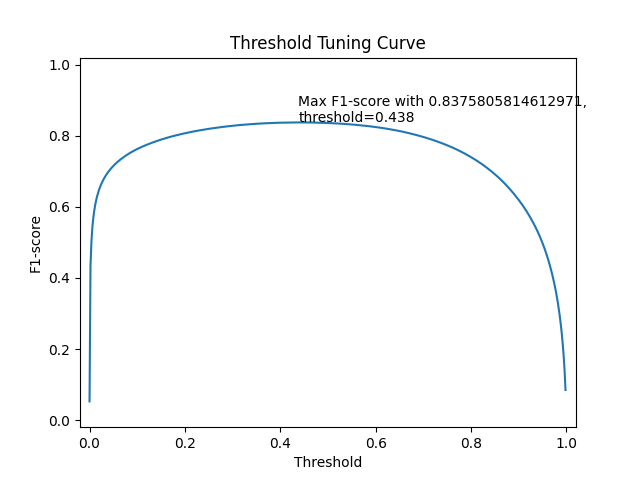 Threshold Tuning Curve
1.0
Max F1-score with 0.8375805814612971,
threshold=0.438
0.8
0.6
F1-score
0.4
0.2
0.0
0.0 0.2 0.4 0.6 0.8 1.0
Threshold